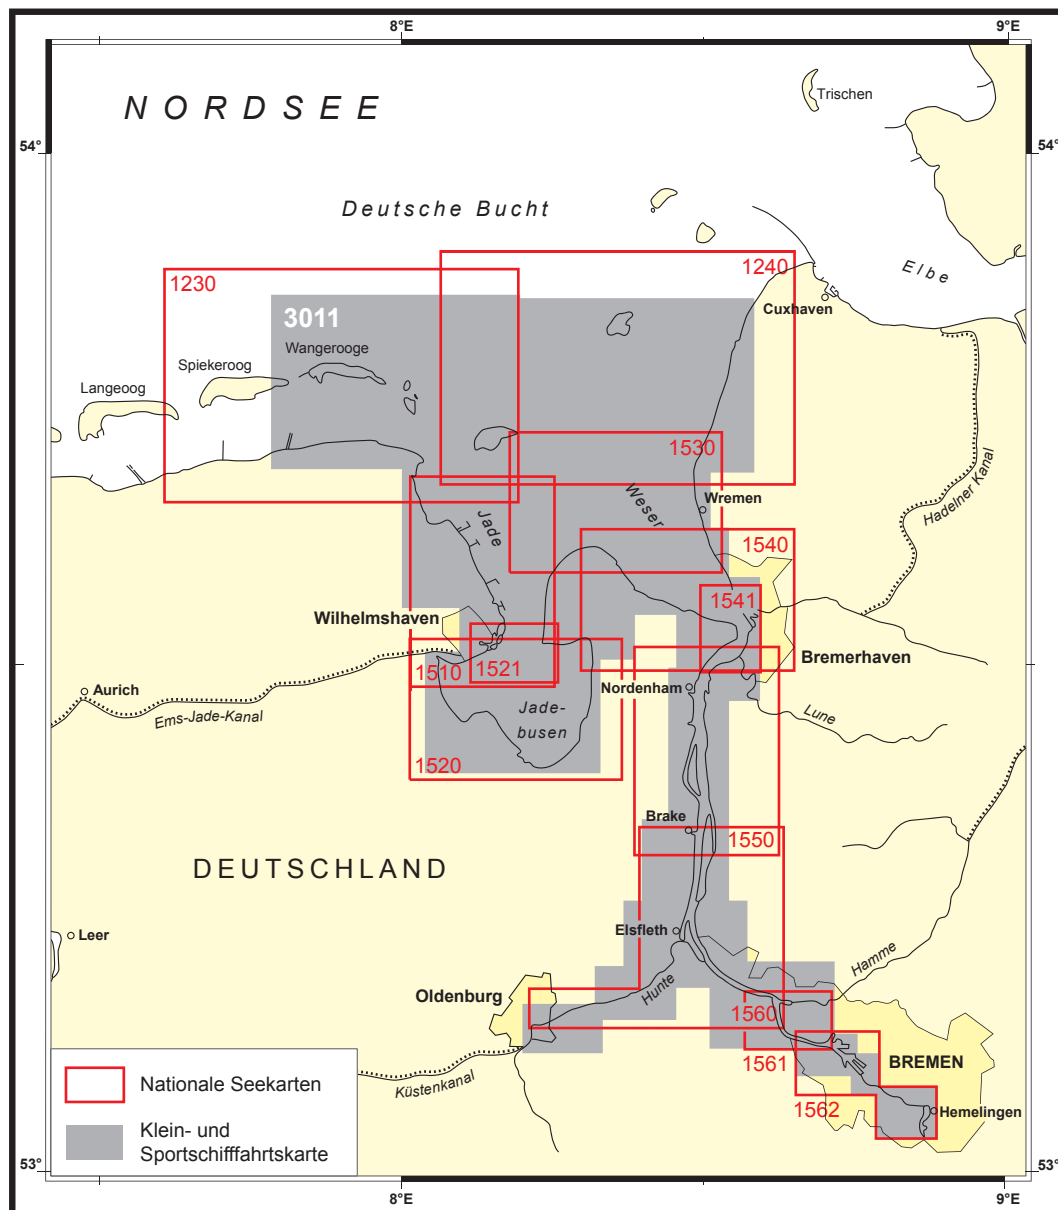 8°E
9°E
Trischen
NORDSEE
54°
54°
Deutsche Bucht
1240
Elbe
1230
Cuxhaven
3011
Wangerooge
Spiekeroog
Langeoog
1530
Hadelner Kanal
Weser
Wremen
Jade
1540
1541
Wilhelmshaven
Bremerhaven
1510
1521
Nordenham
Aurich
Jade-
busen
Lune
Ems-Jade-Kanal
1520
Brake
1550
DEUTSCHLAND
Elsfleth
Leer
Hamme
Oldenburg
Hunte
1560
1561
BREMEN
Nationale Seekarten
Küstenkanal
1562
Hemelingen
Klein- und
Sportschifffahrtskarte
53°
53°
8°E
9°E